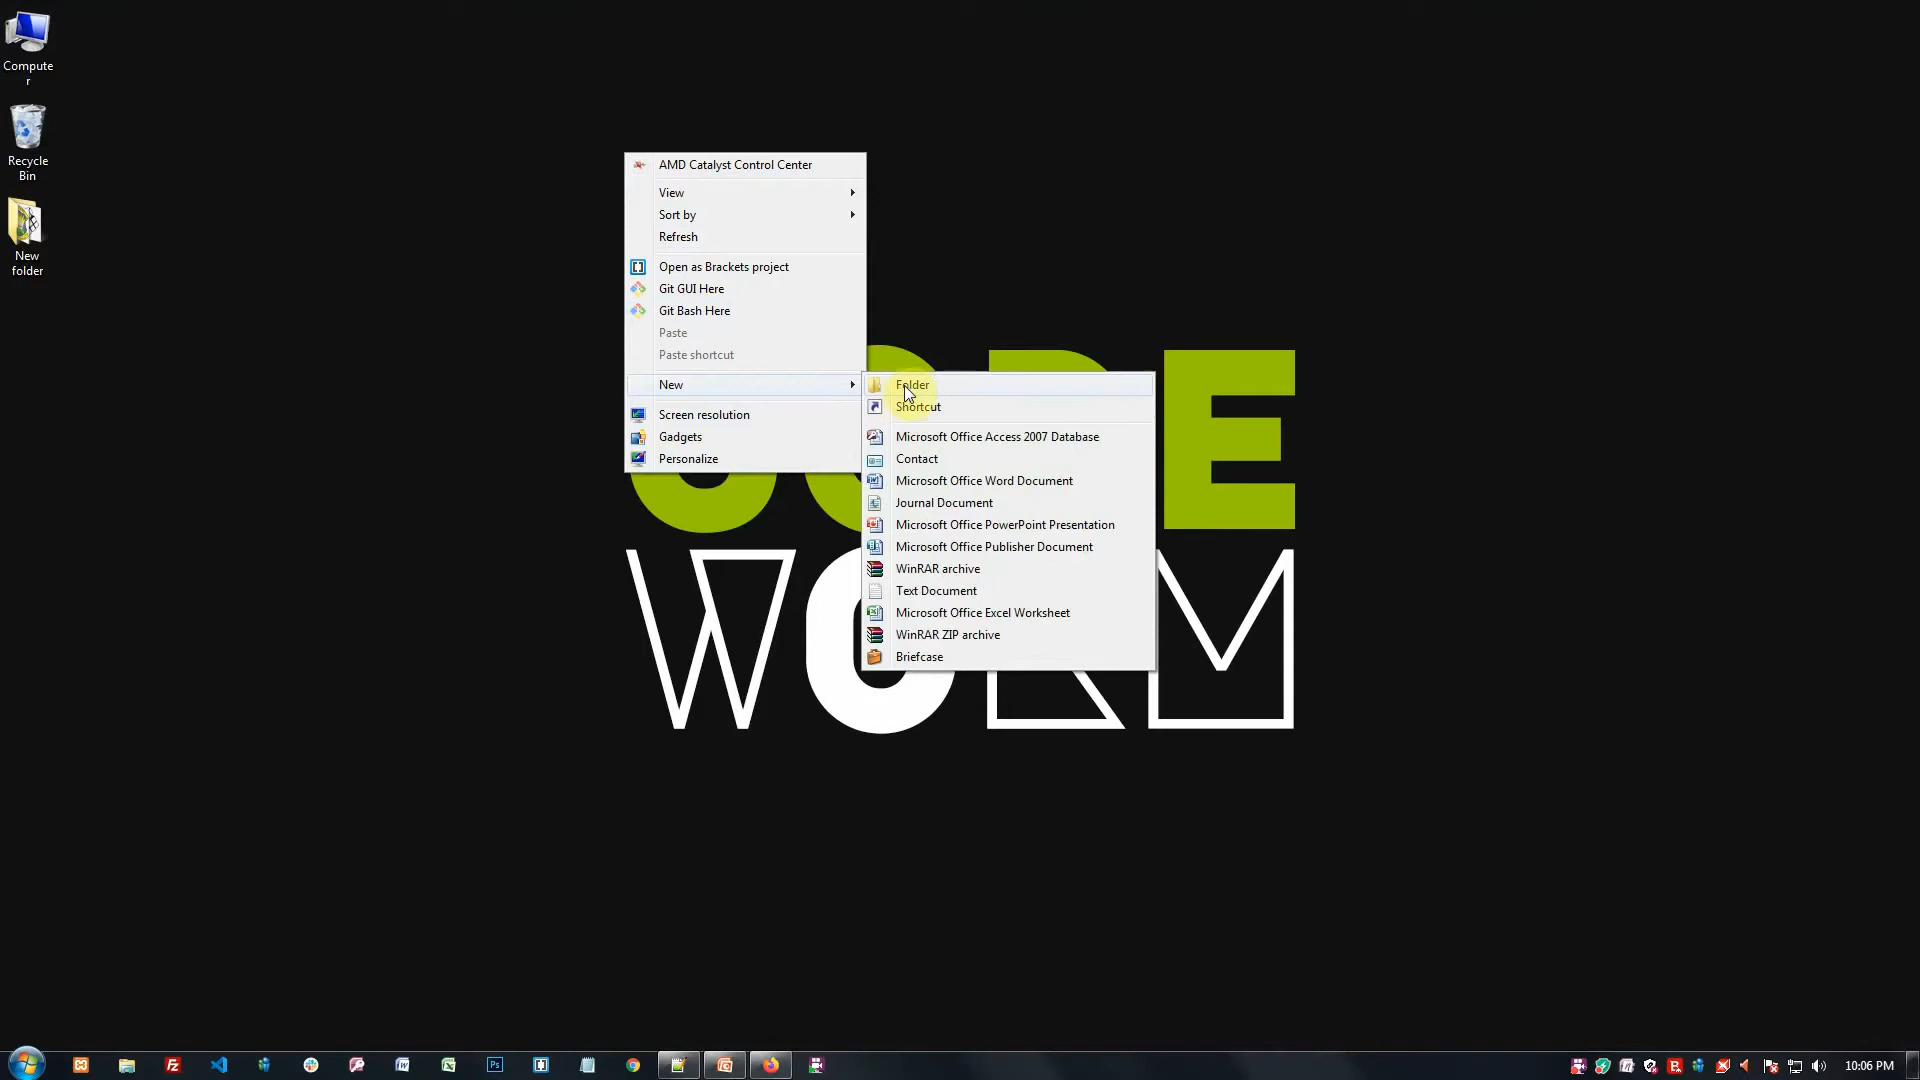 Compute
r
Recycle
Bin
New
folder
AMD Catalyst Control Center
View
Sort by
Refresh
Open as Brackets project
Git GUI Here
Git Bash Here
Paste
Paste shortcut
New
Screen resolution
Gadgets
Personalize
Folder
Shortcut
Microsoft Office Access 2007 Database
Contact
Microsoft Office Word Document
Journal Document
Microsoft Office PowerPoint Presentation
Microsoft Office Publisher Document
WinRAR archive
Text Document
Microsoft Office Excel Worksheet
WinRAR ZIP archive
Briefcase
WORM
10:06 PM